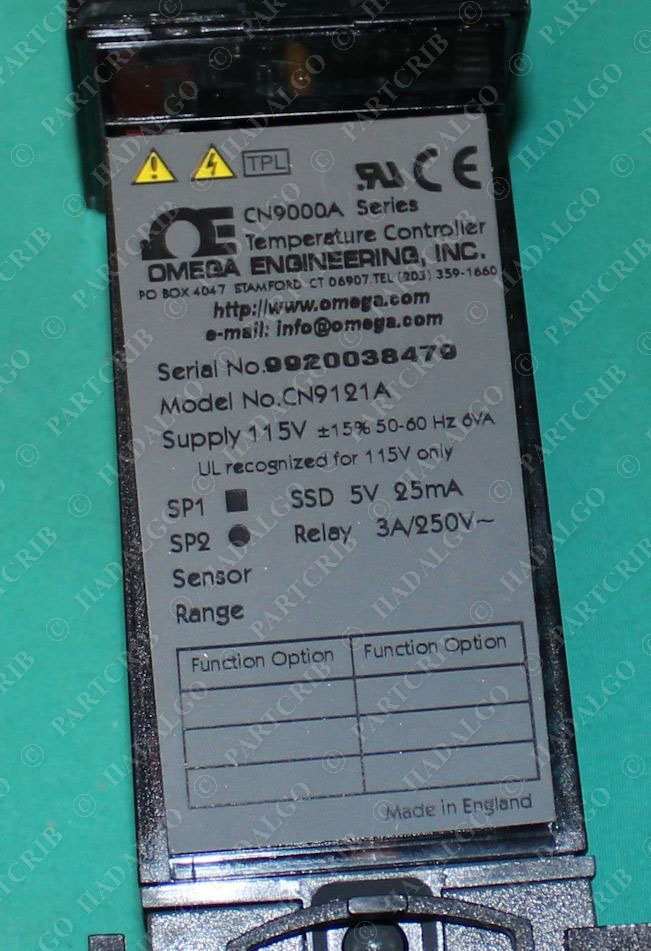 TPL
CE
CN9000A Series
Temperature Controller
OMEGA ENGINEERING, INC.
PO BOX 4047 STAMFORD CT 06907 TEL (203) 359-1660
http://www.omega.com
e-mail: info@omega.com
Serial No.9920038479
Model No.CN9121A
Supply 115V ±15% 50-60 Hz 6VA
UL recognized for 115V only
SP1 ■ SSD 5V 25mA
SP2 ● Relay 3A/250V~
Sensor
Range
Function Option Function Option
Made in England
© PARTCRIB
© HADALGO